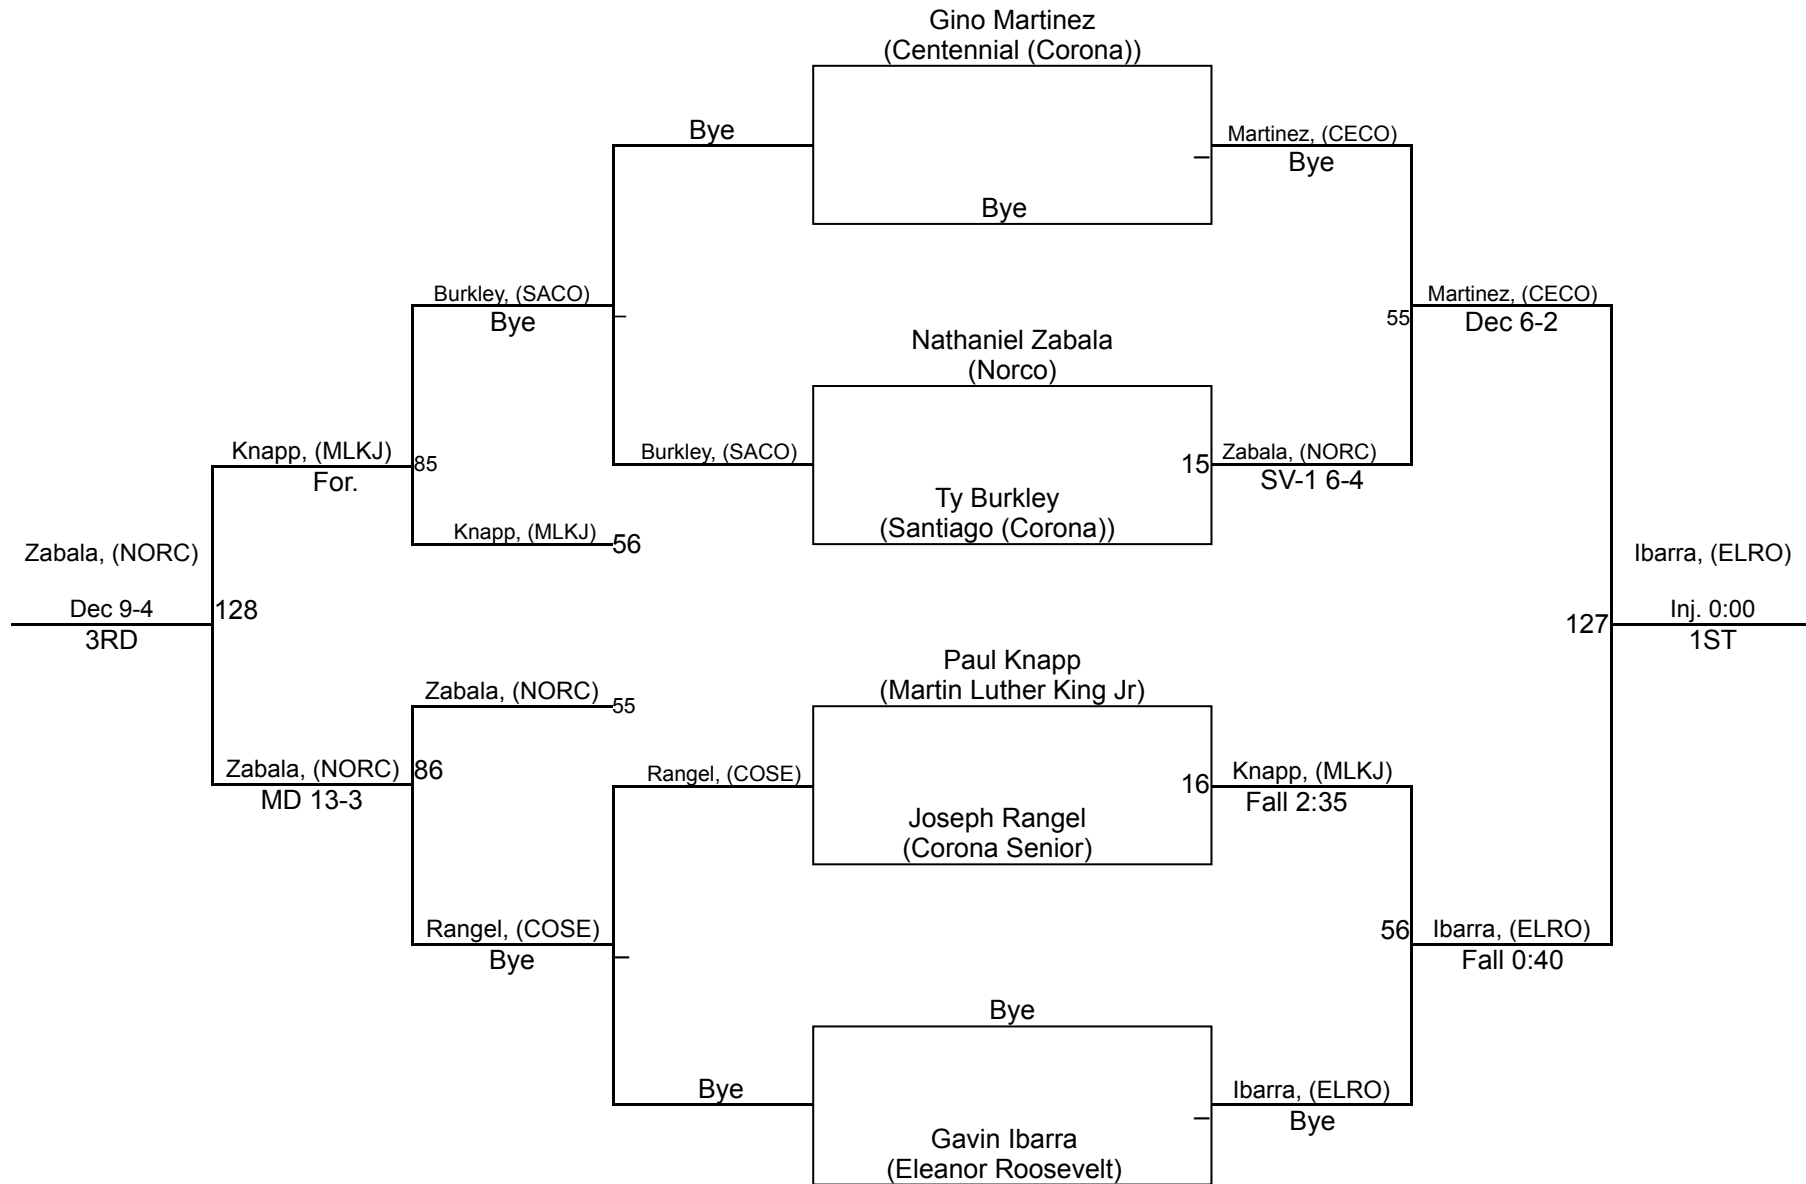 Gino Martinez
(Centennial (Corona))
Bye
Martinez, (CECO)
Bye
Bye
Burkley, (SACO)
Bye
Martinez, (CECO)
55
Dec 6-2
Nathaniel Zabala
(Norco)
Knapp, (MLKJ)
85
For.
Burkley, (SACO)
15
Zabala, (NORC)
SV-1 6-4
Ty Burkley
(Santiago (Corona))
Knapp, (MLKJ)
56
Zabala, (NORC)
Ibarra, (ELRO)
Dec 9-4
128
3RD
127
Inj. 0:00
1ST
Paul Knapp
(Martin Luther King Jr)
Zabala, (NORC)
55
Zabala, (NORC)
86
MD 13-3
Rangel, (COSE)
16
Knapp, (MLKJ)
Fall 2:35
Joseph Rangel
(Corona Senior)
Rangel, (COSE)
Bye
56
Ibarra, (ELRO)
Fall 0:40
Bye
Bye
Ibarra, (ELRO)
Bye
Gavin Ibarra
(Eleanor Roosevelt)